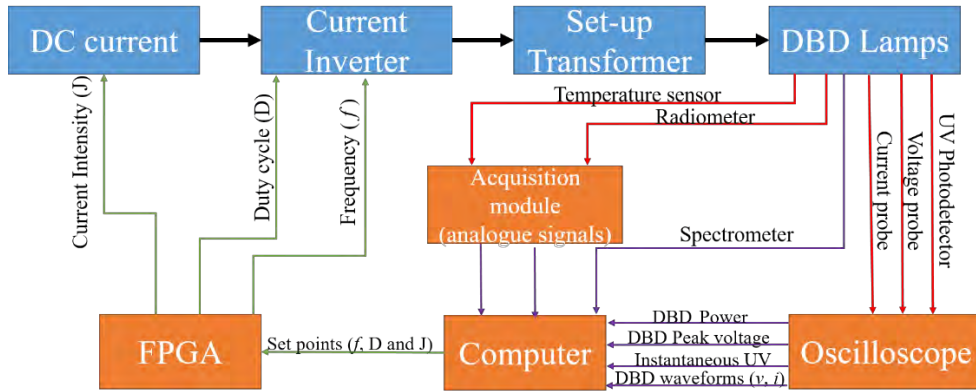 DC current
Current
Inverter
Set-up
Transformer
DBD Lamps
Temperature sensor
Radiometer
Current Intensity (J)
Duty cycle (D)
Frequency (f)
Acquisition
module
(analogue signals)
Spectrometer
Current probe
Voltage probe
UV Photodetector
FPGA
Set points (f, D and J)
Computer
DBD Power
DBD Peak voltage
Instantaneous UV
DBD waveforms (v, i)
Oscilloscope